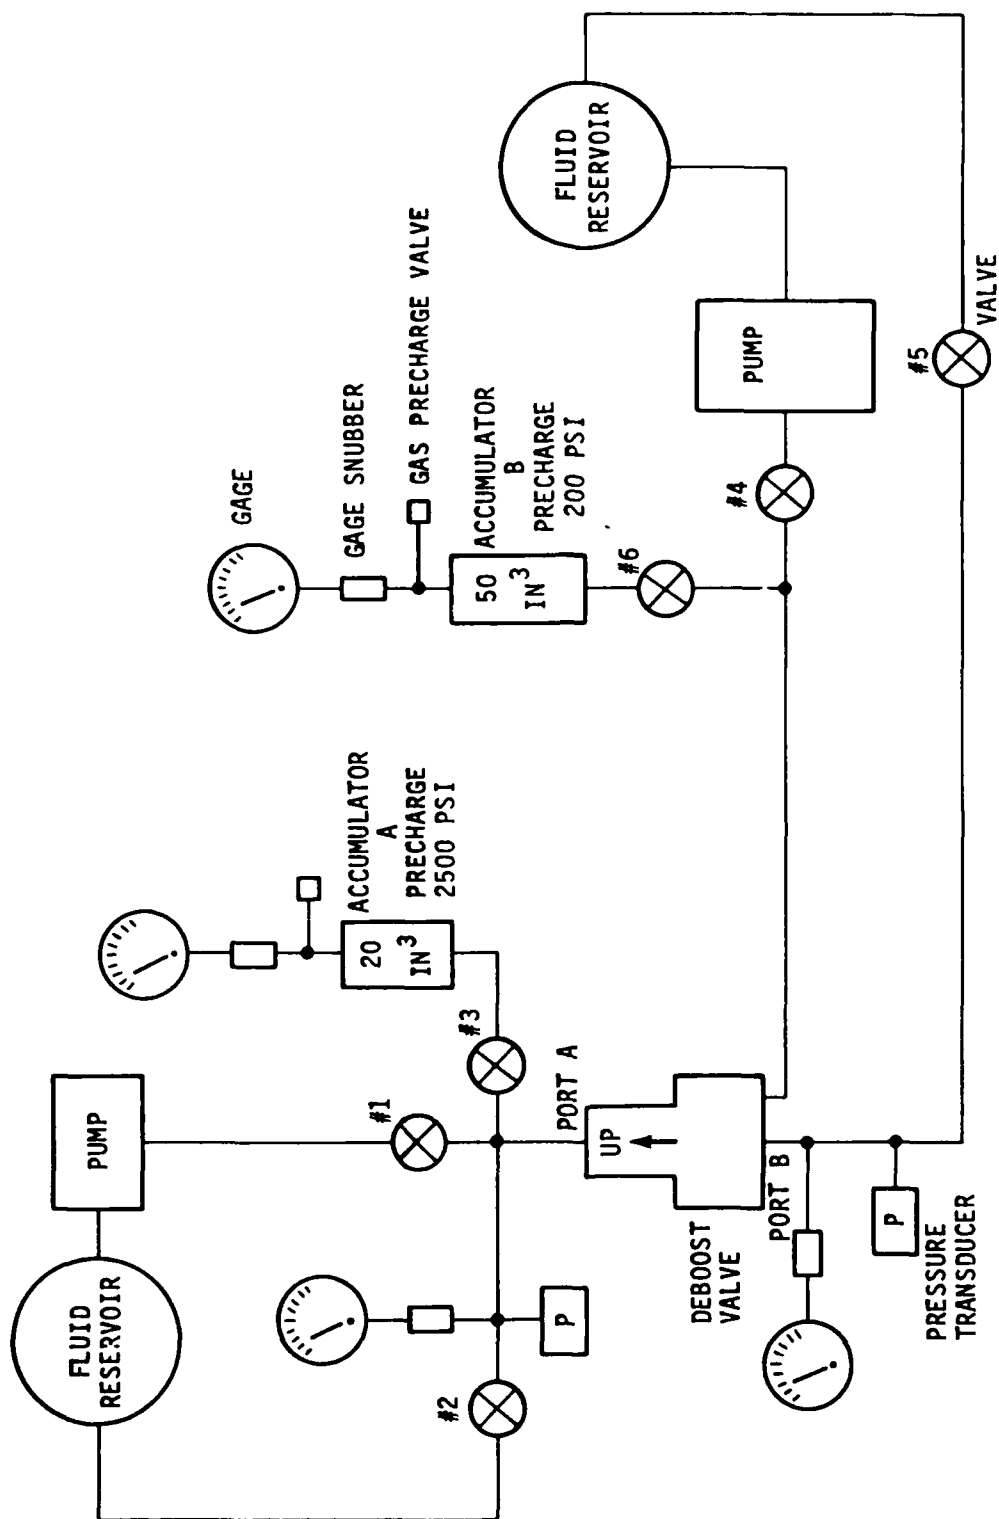 FLUID
RESERVOIR
PUMP
GAGE
GAGE SNUBBER
GAS PRECHARGE VALVE
#1
20
IN3
ACCUMULATOR
A
PRECHARGE
2500 PSI
50
IN3
ACCUMULATOR
B
PRECHARGE
200 PSI
#2
#3
P
PORT A
UP
#6
FLUID
RESERVOIR
DEBOOST
VALVE
PORT B
#4
PUMP
P
PRESSURE
TRANSDUCER
#5
VALVE